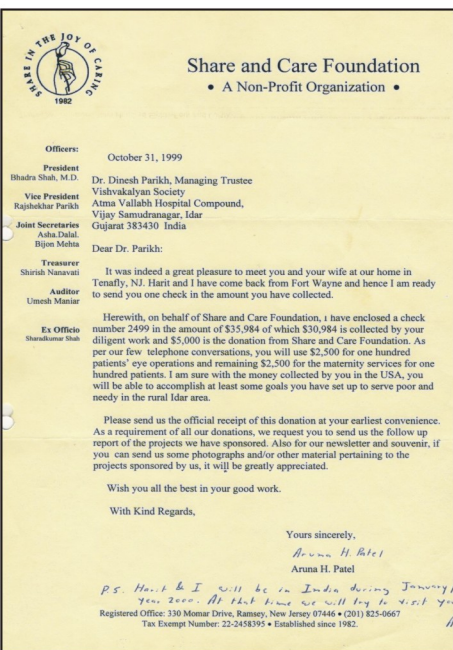 SHARE IN THE JOY OF CARING
1982
Share and Care Foundation
• A Non-Profit Organization •
Officers:
President
Bhadra Shah, M.D.
Vice President
Rajshekhar Parikh
Joint Secretaries
Asha.Dalal.
Bijon Mehta
Treasurer
Shirish Nanavati
Auditor
Umesh Maniar
Ex Officio
Sharadkumar Shah
October 31, 1999
Dr. Dinesh Parikh, Managing Trustee
Vishvakalyan Society
Atma Vallabh Hospital Compound,
Vijay Samudranagar, Idar
Gujarat 383430 India
Dear Dr. Parikh:
It was indeed a great pleasure to meet you and your wife at our home in
Tenafly, NJ. Harit and I have come back from Fort Wayne and hence I am ready
to send you one check in the amount you have collected.
Herewith, on behalf of Share and Care Foundation, I have enclosed a check
number 2499 in the amount of $35,984 of which $30,984 is collected by your
diligent work and $5,000 is the donation from Share and Care Foundation. As
per our few telephone conversations, you will use $2,500 for one hundred
patients' eye operations and remaining $2,500 for the maternity services for one
hundred patients. I am sure with the money collected by you in the USA, you
will be able to accomplish at least some goals you have set up to serve poor and
needy in the rural Idar area.
Please send us the official receipt of this donation at your earliest convenience.
As a requirement of all our donations, we request you to send us the follow up
report of the projects we have sponsored. Also for our newsletter and souvenir, if
you can send us some photographs and/or other material pertaining to the
projects sponsored by us, it will be greatly appreciated.
Wish you all the best in your good work.
With Kind Regards,
Yours sincerely,
Aruna H. Patel
Aruna H. Patel
P.S. Harit & I will be in India during January,
year 2000. At that time we will try to visit
Registered Office: 330 Momar Drive, Ramsey, New Jersey 07446 • (201) 825-0667
Tax Exempt Number: 22-2458395 • Established since 1982.